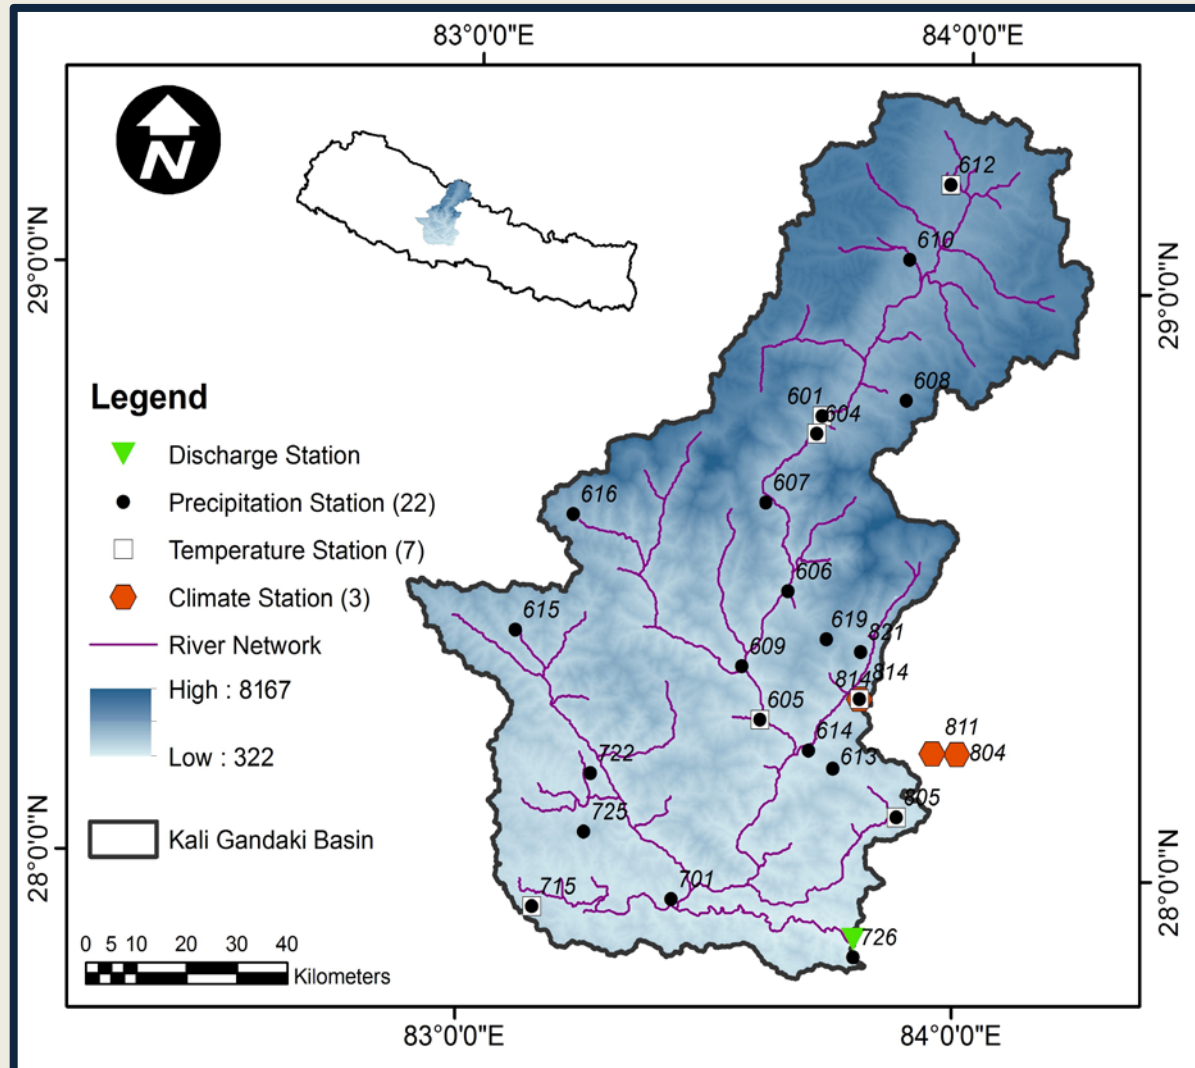 83°0'0"E 84°0'0"E
N
29°0'0"N
29°0'0"N
28°0'0"N
28°0'0"N
612
610
608
601
604
607
616
606
615
619
821
609
814
814
605
614
811
613
804
722
805
725
701
715
726
Legend
Discharge Station
Precipitation Station (22)
Temperature Station (7)
Climate Station (3)
River Network
High : 8167
Low : 322
Kali Gandaki Basin
0 5 10 20 30 40
Kilometers
83°0'0"E 84°0'0"E